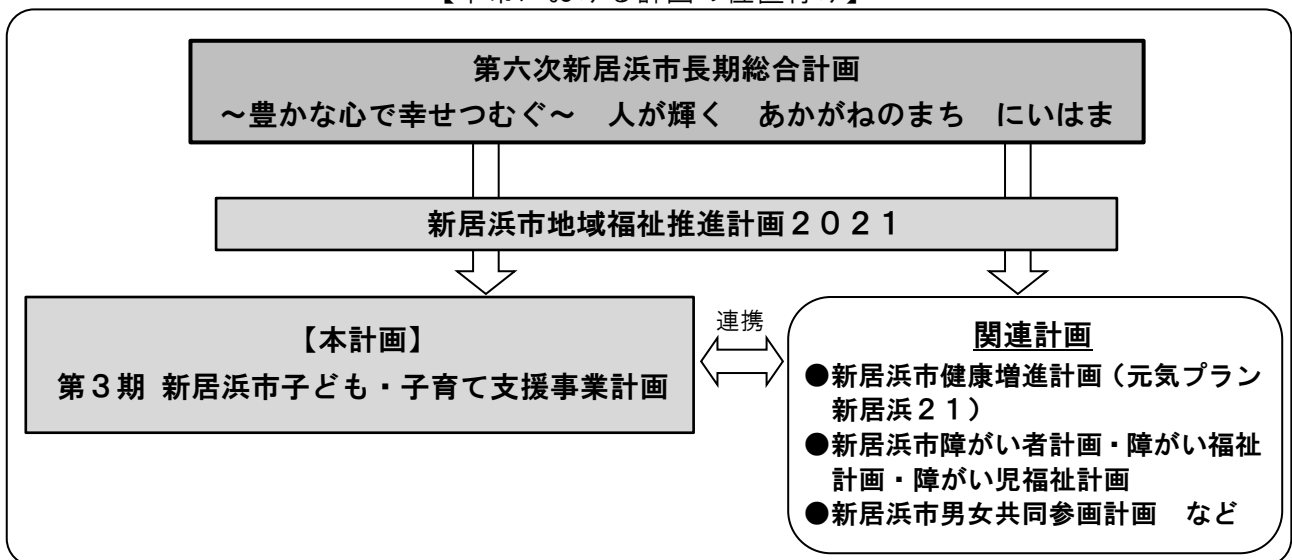 第六次新居浜市長期総合計画
～豊かな心で幸せつむぐ～　人が輝く　あかがねのまち　にいはま
新居浜市地域福祉推進計画２０２１
【本計画】
第３期 新居浜市子ども・子育て支援事業計画
連携
関連計画
●新居浜市健康増進計画（元気プラン
新居浜２１）
●新居浜市障がい者計画・障がい福祉
計画・障がい児福祉計画
●新居浜市男女共同参画計画　など